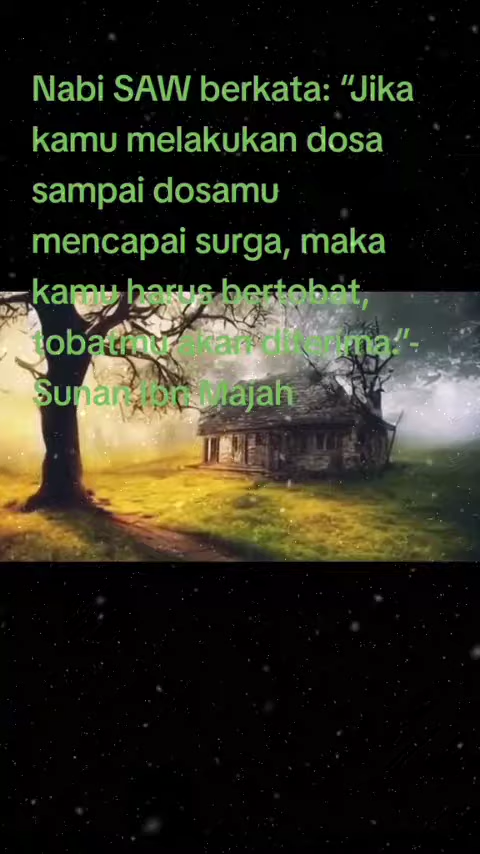 Nabi SAW berkata: “Jika
kamu melakukan dosa
sampai dosamu
mencapai surga, maka
kamu harus bertobat,
tobatmu akan diterima.”-
Sunan Ibn Majah